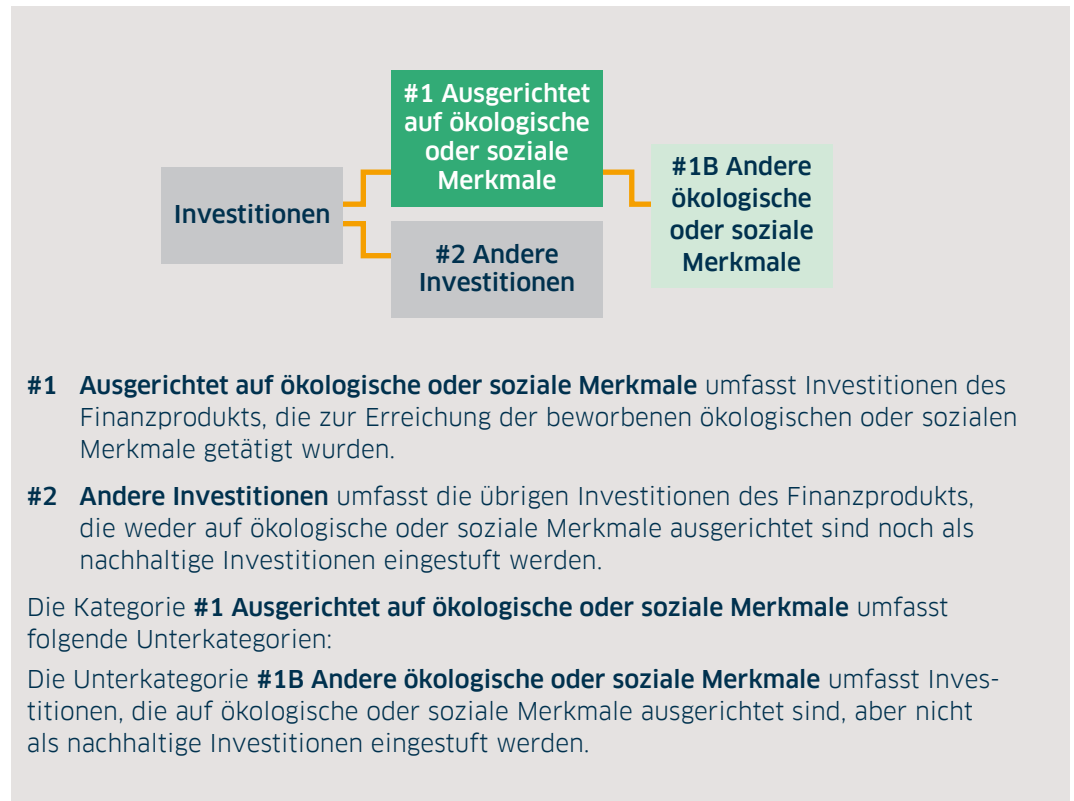 #1 Ausgerichtet
auf ökologische
oder soziale
Merkmale
#1B Andere
ökologische
oder soziale
Merkmale
Investitionen
#2 Andere
Investitionen
#1 Ausgerichtet auf ökologische oder soziale Merkmale umfasst Investitionen des
Finanzprodukts, die zur Erreichung der beworbenen ökologischen oder sozialen
Merkmale getätigt wurden.
#2 Andere Investitionen umfasst die übrigen Investitionen des Finanzprodukts,
die weder auf ökologische oder soziale Merkmale ausgerichtet sind noch als
nachhaltige Investitionen eingestuft werden.
Die Kategorie #1 Ausgerichtet auf ökologische oder soziale Merkmale umfasst
folgende Unterkategorien:
Die Unterkategorie #1B Andere ökologische oder soziale Merkmale umfasst Inves-
titionen, die auf ökologische oder soziale Merkmale ausgerichtet sind, aber nicht
als nachhaltige Investitionen eingestuft werden.